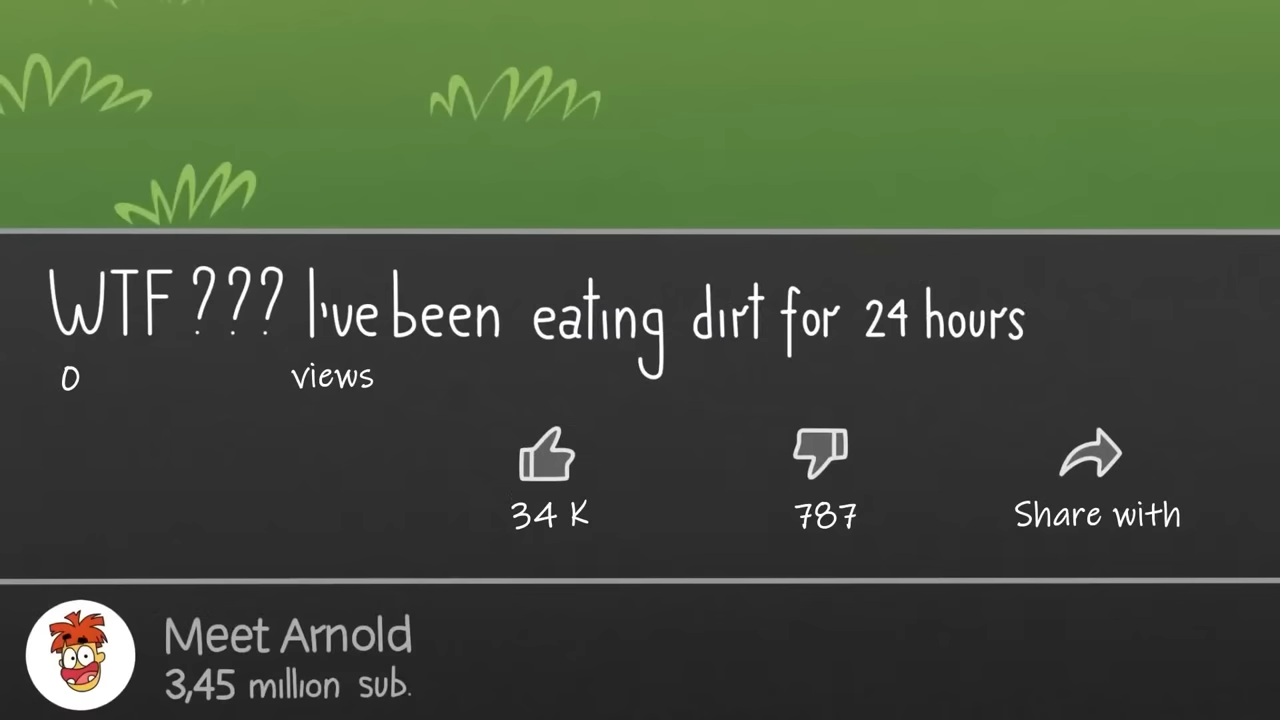 WTF ??? I've been eating dirt for 24 hours
0 views
34 K 787 Share with
Meet Arnold
3,45 million sub.